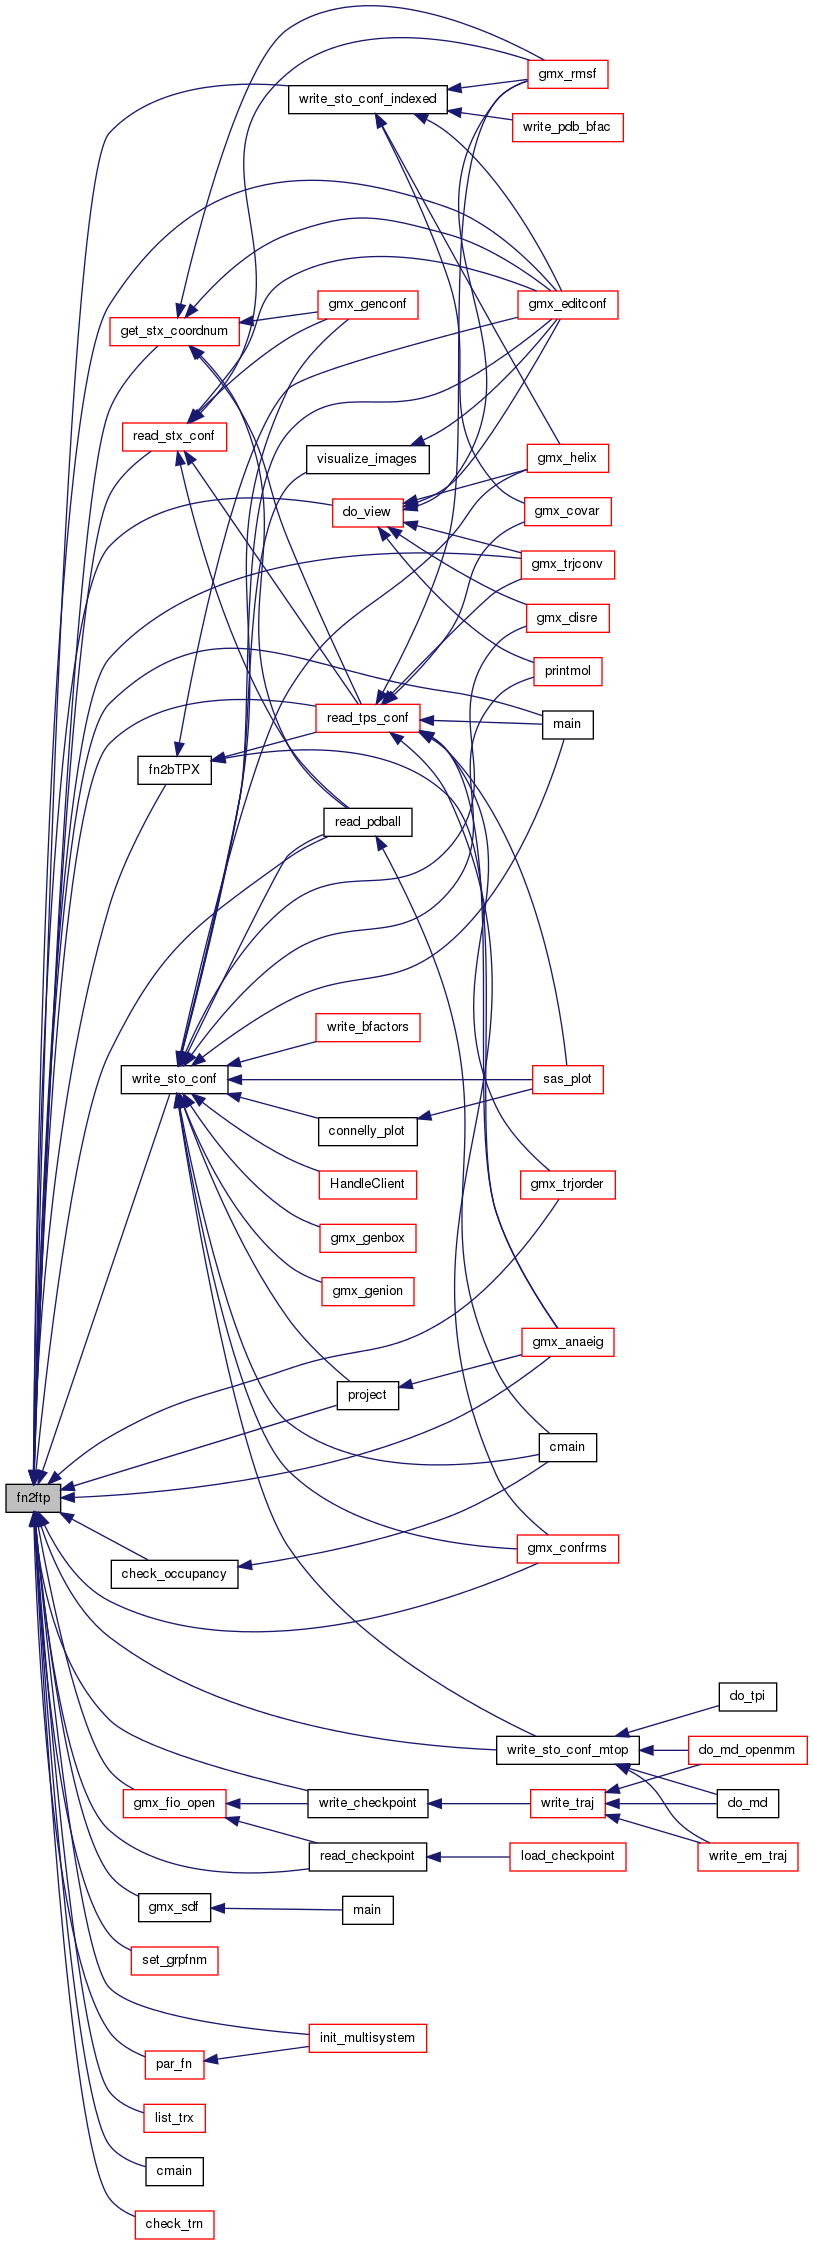 gmx_rmsf
write_sto_conf_indexed
write_pdb_bfac
gmx_genconf
gmx_editconf
get_stx_coordnum
read_stx_conf
visualize_images
gmx_helix
do_view
gmx_covar
gmx_trjconv
gmx_disre
printmol
read_tps_conf
main
fn2bTPX
read_pdball
write_bfactors
write_sto_conf
sas_plot
connelly_plot
HandleClient
gmx_trjorder
gmx_genbox
gmx_genion
gmx_anaeig
project
cmain
fn2ftp
gmx_confrms
check_occupancy
do_tpi
write_sto_conf_mtop
do_md_openmm
gmx_fio_open
write_checkpoint
write_traj
do_md
read_checkpoint
load_checkpoint
write_em_traj
gmx_sdf
main
set_grpfnm
init_multisystem
par_fn
list_trx
cmain
check_trn